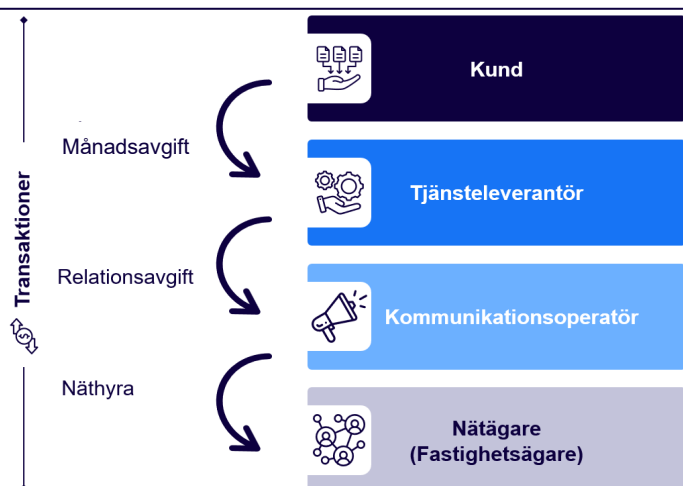 Transaktioner
Kund
Månadsavgift
Tjänsteleverantör
Relationsavgift
Kommunikationsoperatör
Näthyra
Nätägare
(Fastighetsägare)